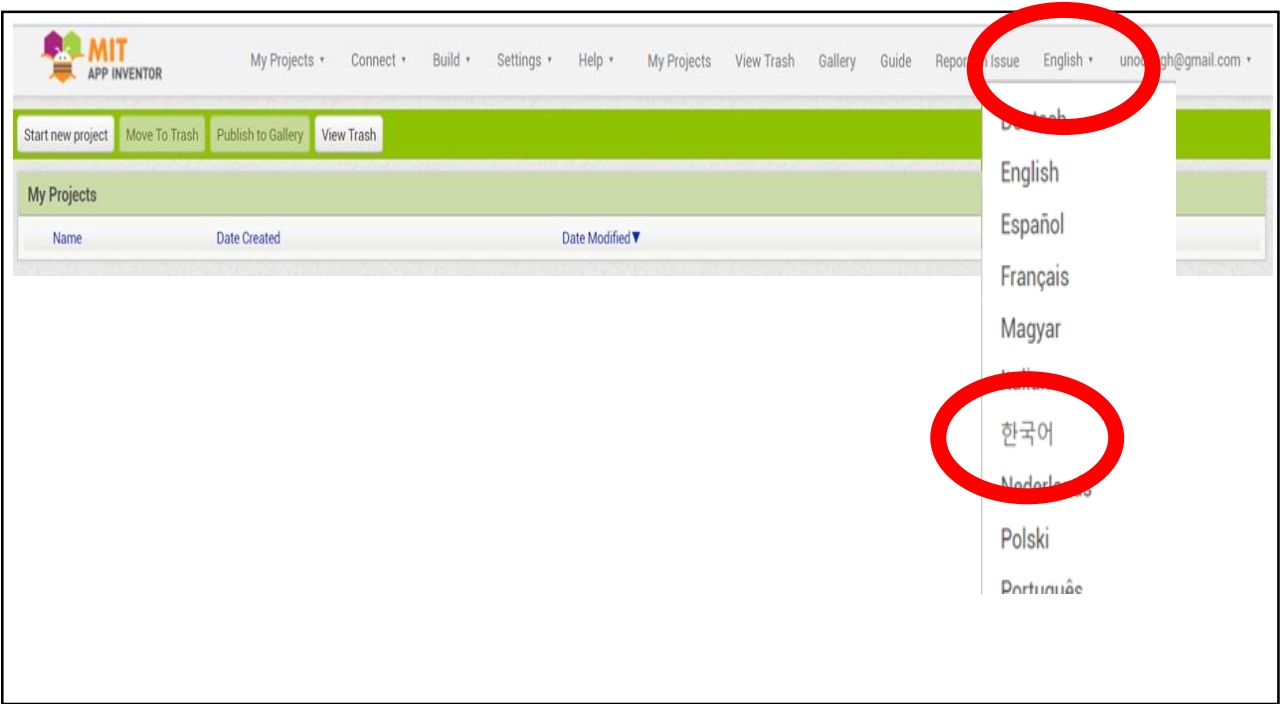 MIT
APP INVENTOR
My Projects Connect Build Settings Help My Projects View Trash Gallery Guide Issue English
Start new project Move To Trash Publish to Gallery View Trash
My Projects
Name Date Created Date Modified▼
English
Español
Français
Magyar
한국어
Polski
Português